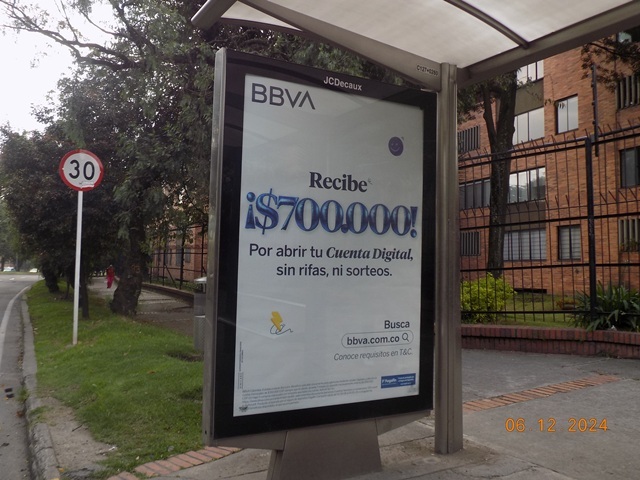 JCDecaux
BBVA
30
Recibe
¡$700.000!
Por abrir tu Cuenta Digital,
sin rifas, ni sorteos.
Busca
bbva.com.co
Conoce requisitos en T&C.
06 12 2024